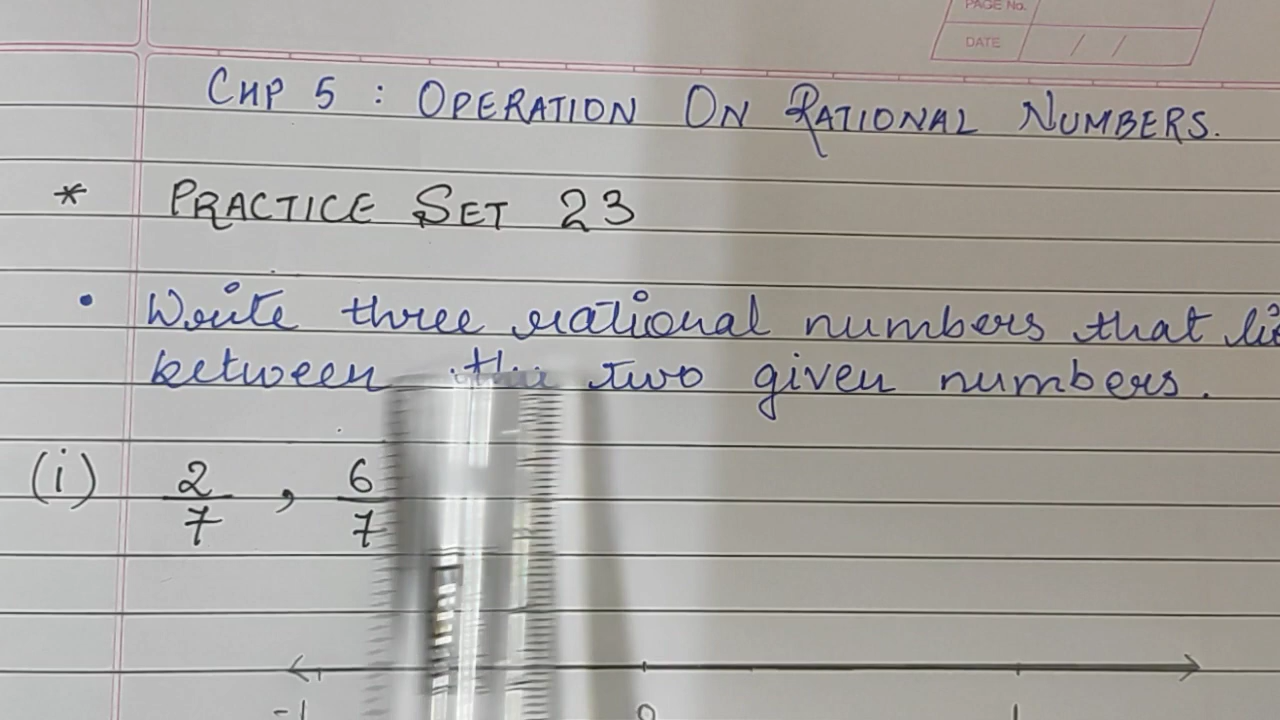 PAGE No.
DATE / /
CHP 5 : OPERATION ON RATIONAL NUMBERS.
* PRACTICE SET 23
• Write three rational numbers that
between the two given numbers.
(i) 2/7 , 6/7
-1 0 1